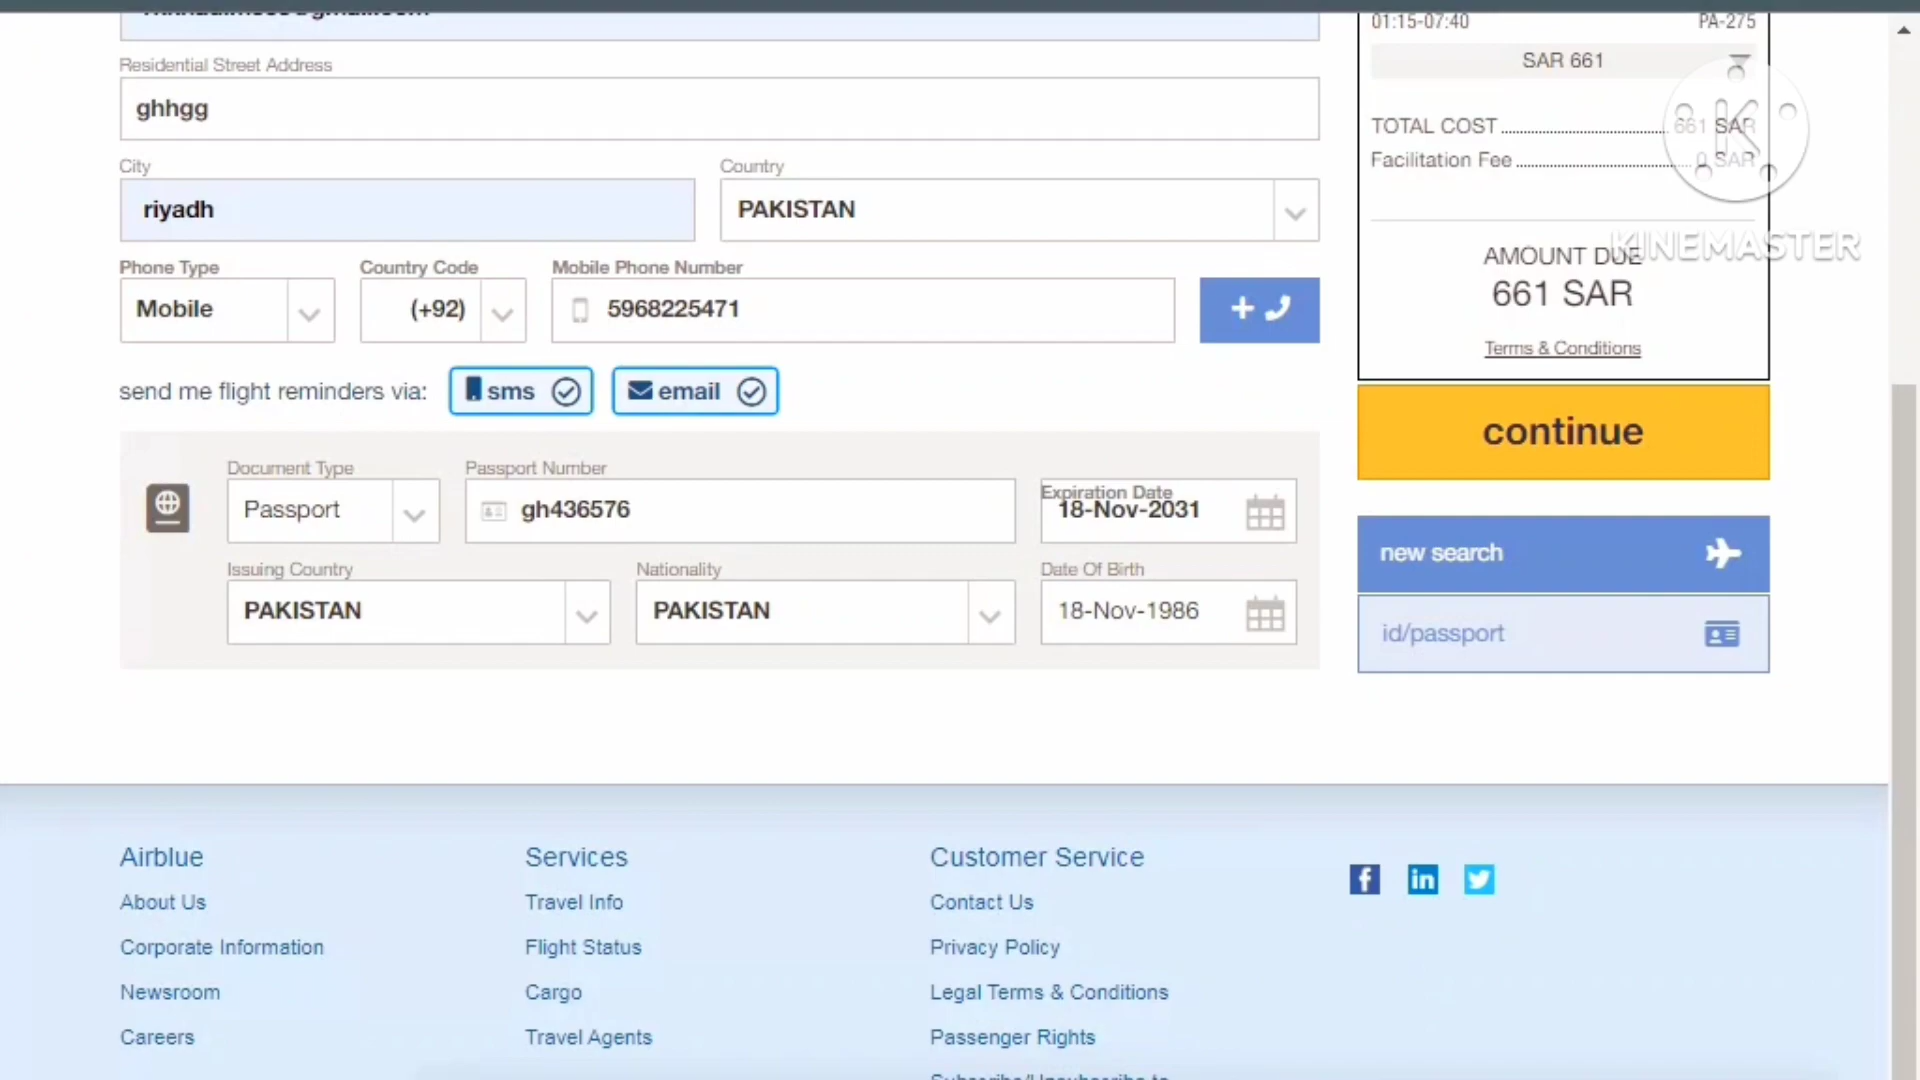 Residential Street Address
ghhgg
City
Country
riyadh
PAKISTAN
Phone Type
Country Code
Mobile Phone Number
Mobile
(+92)
5968225471
send me flight reminders via:
sms
email
Document Type
Passport Number
Expiration Date
Passport
gh436576
18-Nov-2031
Issuing Country
Nationality
Date Of Birth
PAKISTAN
PAKISTAN
18-Nov-1986
01:15-07:40 PA-275
SAR 661
TOTAL COST 661 SAR
Facilitation Fee 0 SAR
KINEMASTER
AMOUNT DUE
661 SAR
Terms & Conditions
continue
new search
id/passport
Airblue
About Us
Corporate Information
Newsroom
Careers
Services
Travel Info
Flight Status
Cargo
Travel Agents
Customer Service
Contact Us
Privacy Policy
Legal Terms & Conditions
Passenger Rights